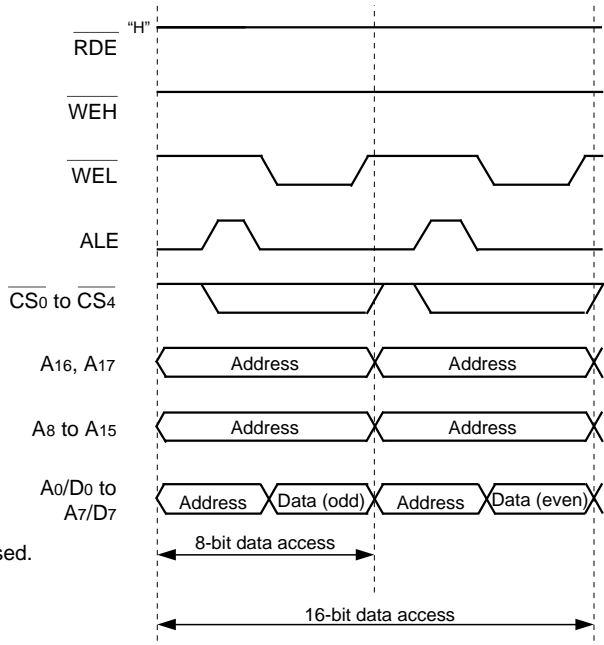 RDE "H"
WEH
WEL
ALE
CS0 to CS4
A16, A17 Address Address
A8 to A15 Address Address
A0/D0 to
A7/D7 Address Data (odd) Address Data (even)
sed.
8-bit data access
16-bit data access